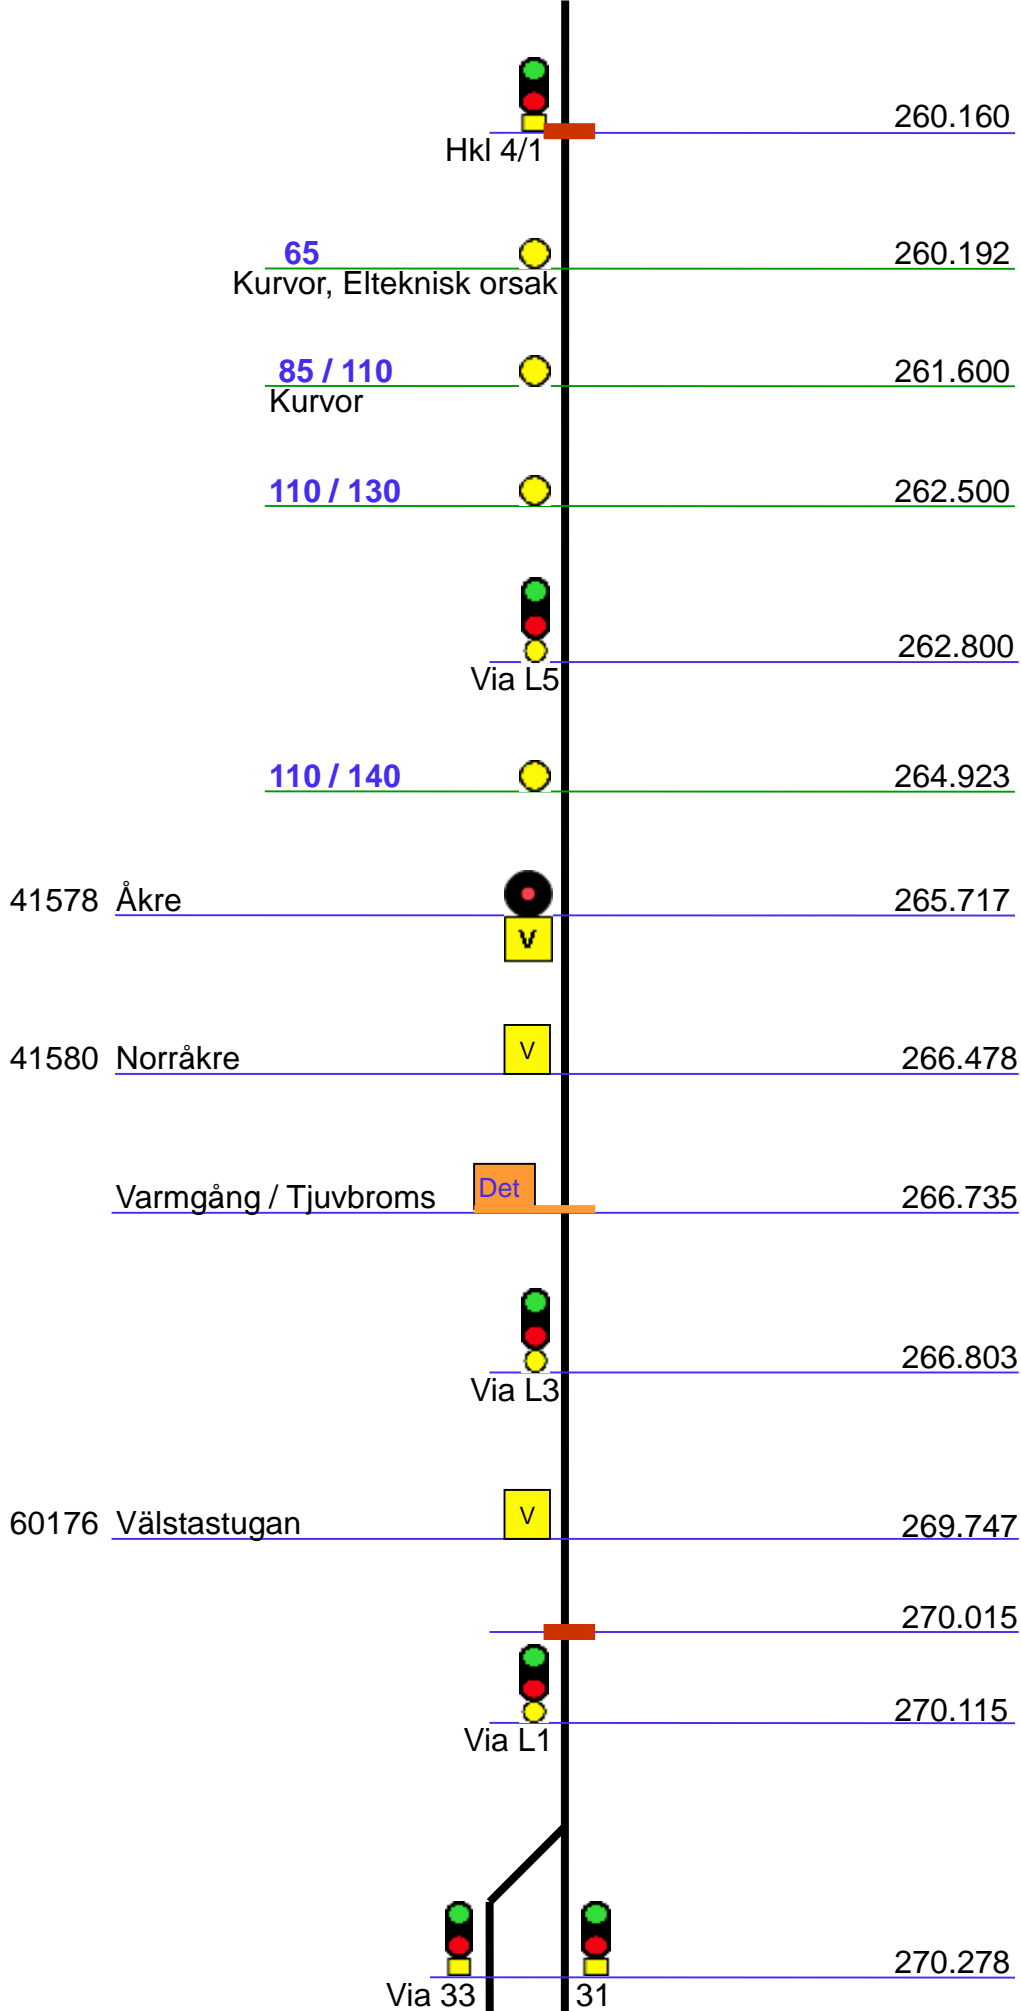 260.160
Hkl 4/1
65 260.192
Kurvor, Elteknisk orsak
85 / 110 261.600
Kurvor
110 / 130 262.500
262.800
Via L5
110 / 140 264.923
41578 Åkre 265.717
V
41580 Norråkre V 266.478
Varmgång / Tjuvbroms Det 266.735
266.803
Via L3
60176 Välstastugan V 269.747
270.015
270.115
Via L1
270.278
Via 33 31